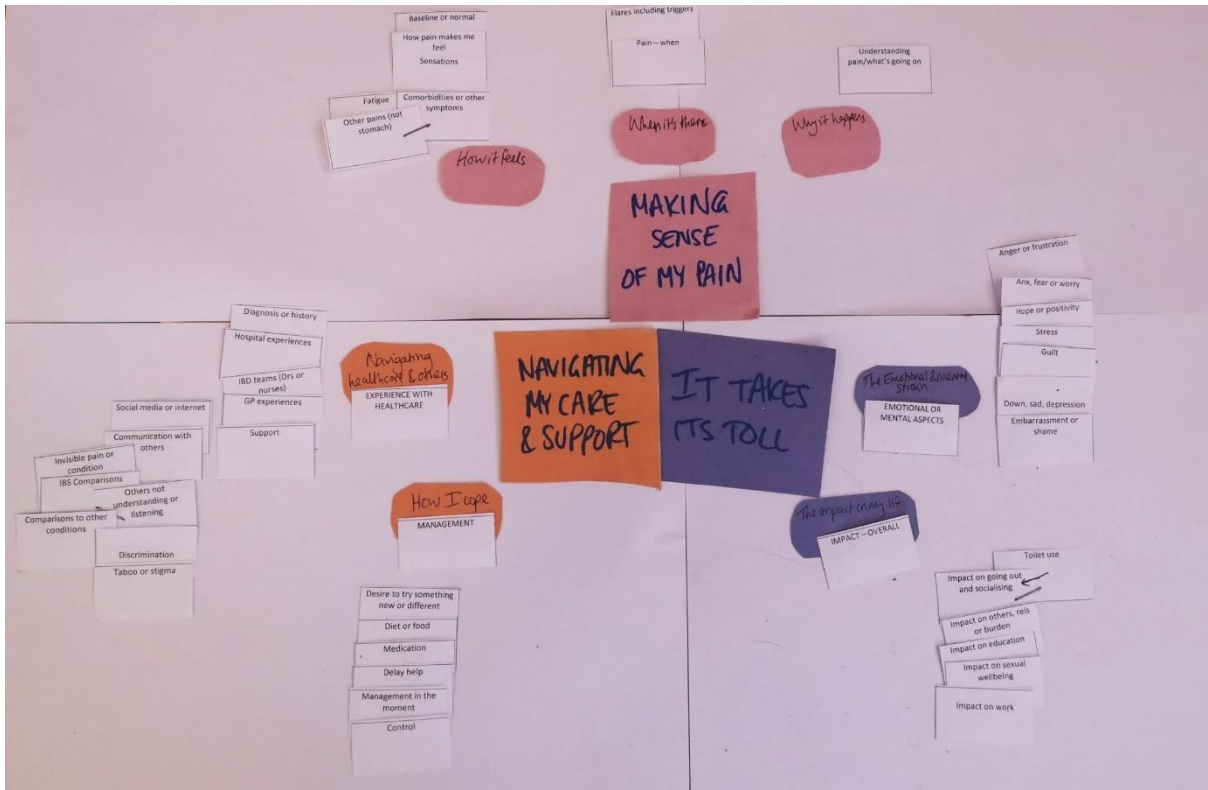 Baseline or normal
How pain makes me
feel
Sensations
Fatigue
Comorbidities or other
symptoms
Other pains (not
stomach)
How it feels
Flares including triggers
Pain – when
When it's there
Understanding
pain/what's going on
Why it happens
MAKING
SENSE
OF MY PAIN
Diagnosis or history
Hospital experiences
IBD teams (Drs or
nurses)
GP experiences
Support
Social media or internet
Communication with
others
Invisible pain or
condition
IBS Comparisons
Others not
understanding or
listening
Comparisons to other
conditions
Discrimination
Taboo or stigma
Navigating
healthcare & others
EXPERIENCE WITH
HEALTHCARE
How I cope
MANAGEMENT
Desire to try something
new or different
Diet or food
Medication
Delay help
Management in the
moment
Control
NAVIGATING
MY CARE
& SUPPORT
IT TAKES
ITS TOLL
The Emotional & mental
strain
EMOTIONAL OR
MENTAL ASPECTS
Anger or frustration
Anx, fear or worry
Hope or positivity
Stress
Guilt
Down, sad, depression
Embarrassment or
shame
The impact on my life
IMPACT – OVERALL
Toilet use
Impact on going out
and socialising
Impact on others, rels
or burden
Impact on education
Impact on sexual
wellbeing
Impact on work